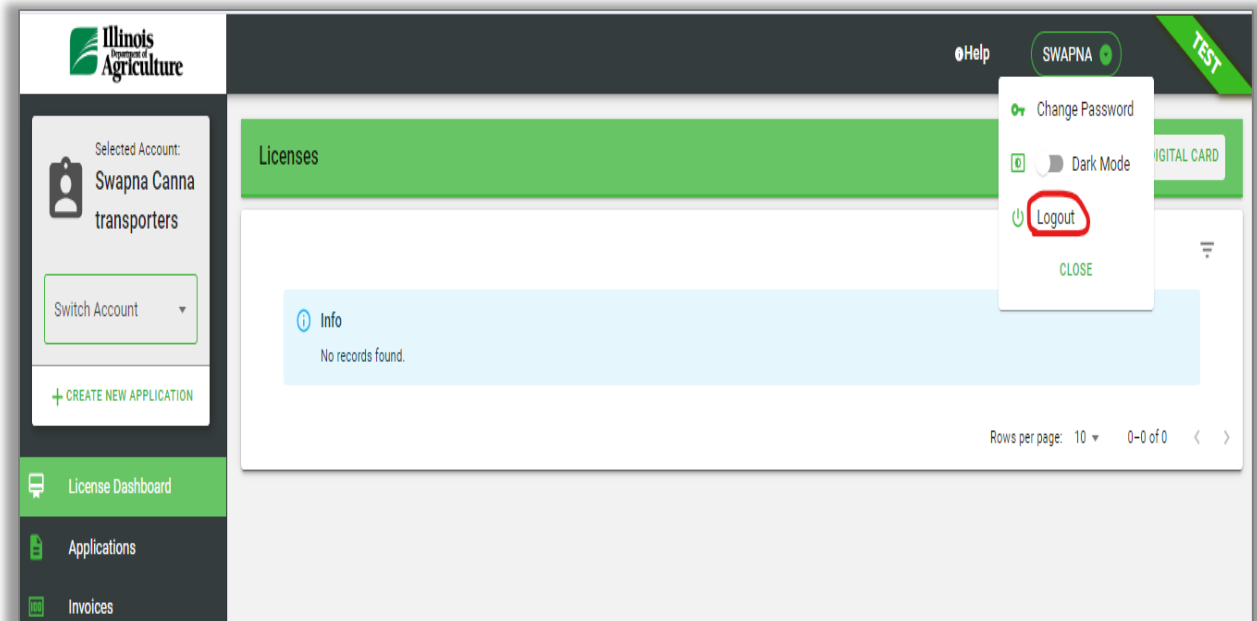 Illinois
Department of
Agriculture
Help
SWAPNA
TEST
Change Password
Dark Mode
Logout
CLOSE
Selected Account:
Swapna Canna
transporters
Switch Account
CREATE NEW APPLICATION
License Dashboard
Applications
Invoices
Licenses
IGITAL CARD
Info
No records found.
Rows per page: 10
0-0 of 0